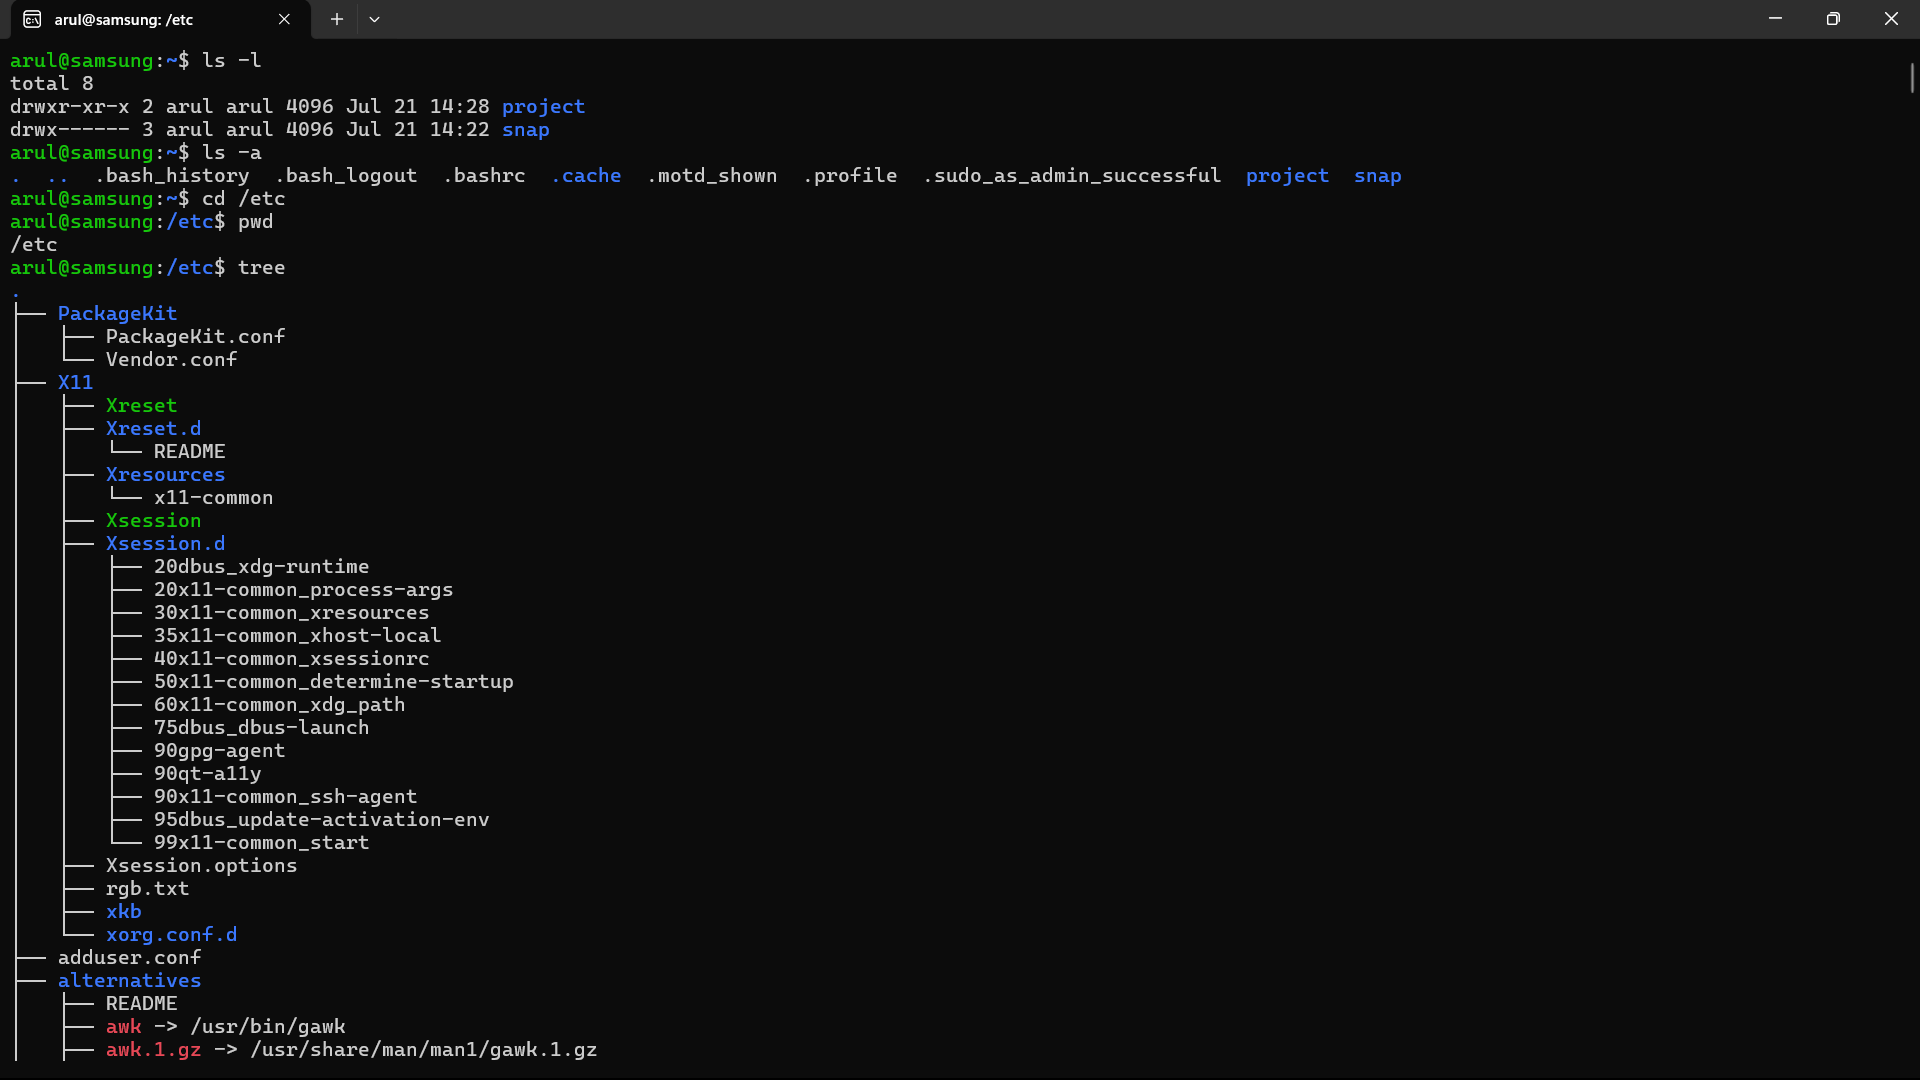 arul@samsung: /etc
arul@samsung:~$ ls -l
total 8
drwxr-xr-x 2 arul arul 4096 Jul 21 14:28 project
drwx------ 3 arul arul 4096 Jul 21 14:22 snap
arul@samsung:~$ ls -a
.  ..  .bash_history  .bash_logout  .bashrc  .cache  .motd_shown  .profile  .sudo_as_admin_successful  project  snap
arul@samsung:~$ cd /etc
arul@samsung:/etc$ pwd
/etc
arul@samsung:/etc$ tree
.
├── PackageKit
│   ├── PackageKit.conf
│   └── Vendor.conf
├── X11
│   ├── Xreset
│   ├── Xreset.d
│   │   └── README
│   ├── Xresources
│   │   └── x11-common
│   ├── Xsession
│   ├── Xsession.d
│   │   ├── 20dbus_xdg-runtime
│   │   ├── 20x11-common_process-args
│   │   ├── 30x11-common_xresources
│   │   ├── 35x11-common_xhost-local
│   │   ├── 40x11-common_xsessionrc
│   │   ├── 50x11-common_determine-startup
│   │   ├── 60x11-common_xdg_path
│   │   ├── 75dbus_dbus-launch
│   │   ├── 90gpg-agent
│   │   ├── 90qt-a11y
│   │   ├── 90x11-common_ssh-agent
│   │   ├── 95dbus_update-activation-env
│   │   └── 99x11-common_start
│   ├── Xsession.options
│   ├── rgb.txt
│   ├── xkb
│   └── xorg.conf.d
├── adduser.conf
├── alternatives
│   ├── README
│   ├── awk -> /usr/bin/gawk
│   ├── awk.1.gz -> /usr/share/man/man1/gawk.1.gz